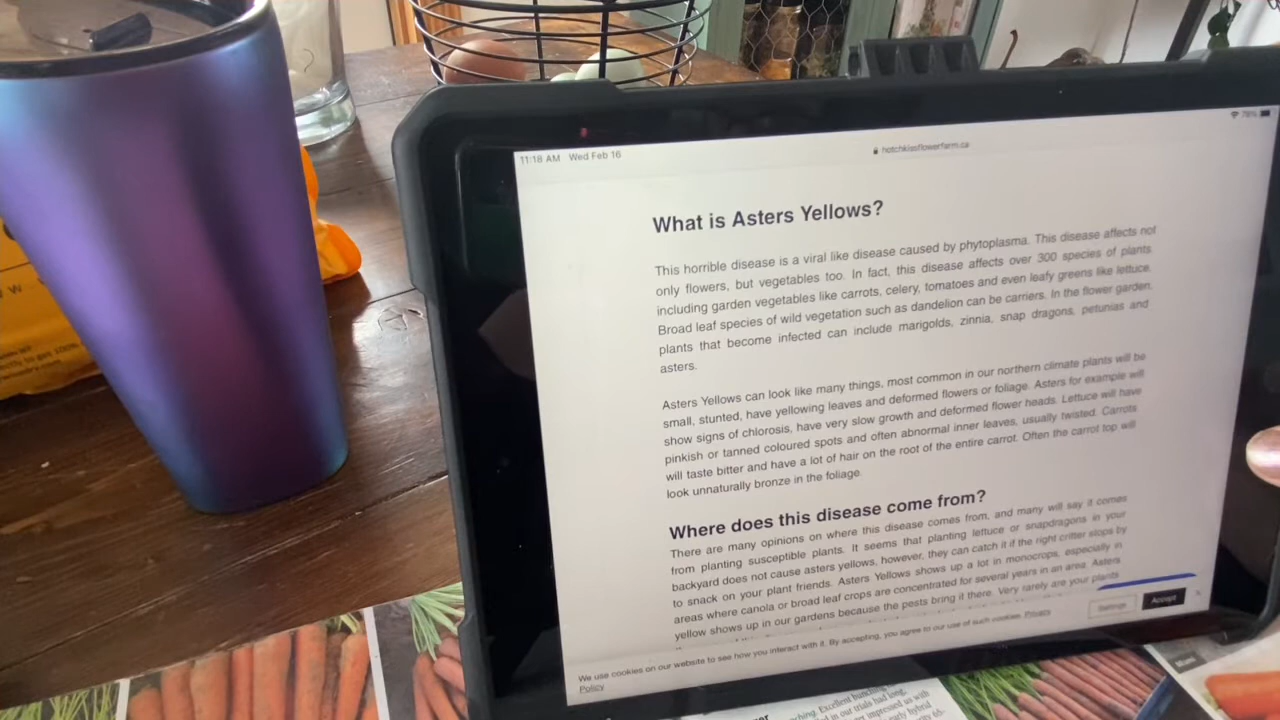 11:18 AM Wed Feb 16
hotchkissflowerfarm.ca
78%
What is Asters Yellows?
This horrible disease is a viral like disease caused by phytoplasma. This disease affects not
only flowers, but vegetables too. In fact, this disease affects over 300 species of plants
including garden vegetables like carrots, celery, tomatoes and even leafy greens like lettuce.
Broad leaf species of wild vegetation such as dandelion can be carriers. In the flower garden,
plants that become infected can include marigolds, zinnia, snap dragons, petunias and
asters.
Asters Yellows can look like many things, most common in our northern climate plants will be
small, stunted, have yellowing leaves and deformed flowers or foliage. Asters for example will
show signs of chlorosis, have very slow growth and deformed flower heads. Lettuce will have
pinkish or tanned coloured spots and often abnormal inner leaves, usually twisted. Carrots
will taste bitter and have a lot of hair on the root of the entire carrot. Often the carrot top will
look unnaturally bronze in the foliage.
Where does this disease come from?
There are many opinions on where this disease comes from, and many will say it comes
from planting susceptible plants. It seems that planting lettuce or snapdragons in your
backyard does not cause asters yellows, however, they can catch it if the right critter stops by
to snack on your plant friends. Asters Yellows shows up a lot in monocrops, especially in
areas where canola or broad leaf crops are concentrated for several years in an area. Asters
yellow shows up in our gardens because the pests bring it there. Very rarely are your plants
We use cookies on our website to see how you interact with it. By accepting, you agree to our use of such cookies. Privacy
Policy
Settings
Accept
Excellent
in our trials had long,
impressed us with
hybrid